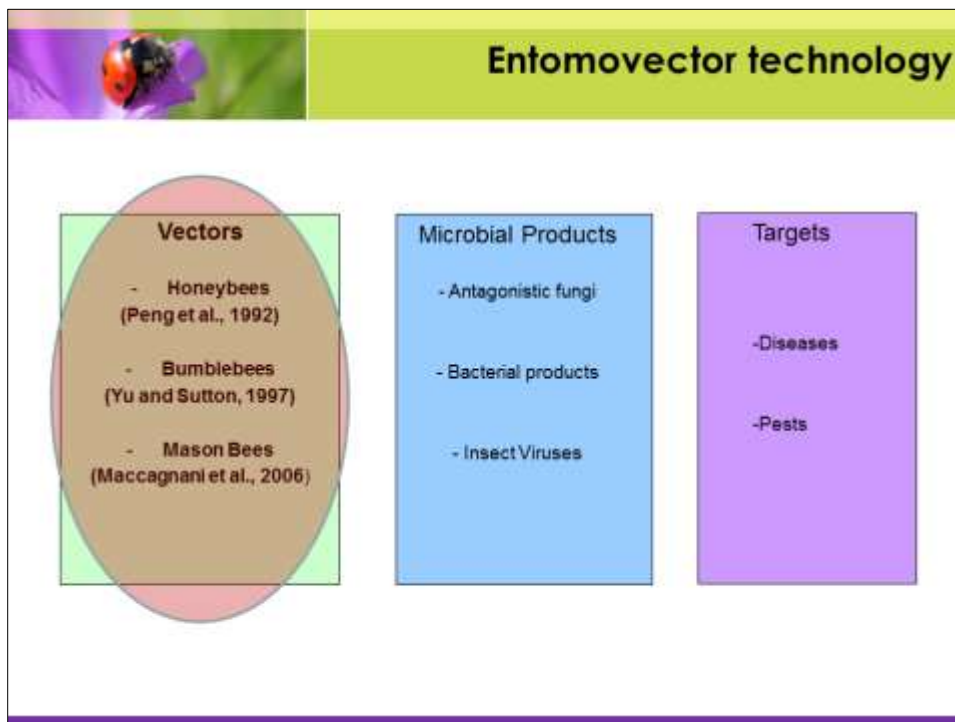 Entomovector technology
Vectors
- Honeybees
(Peng et al., 1992)
- Bumblebees
(Yu and Sutton, 1997)
- Mason Bees
(Maccagnani et al., 2006)
Microbial Products
- Antagonistic fungi
- Bacterial products
- Insect Viruses
Targets
-Diseases
-Pests